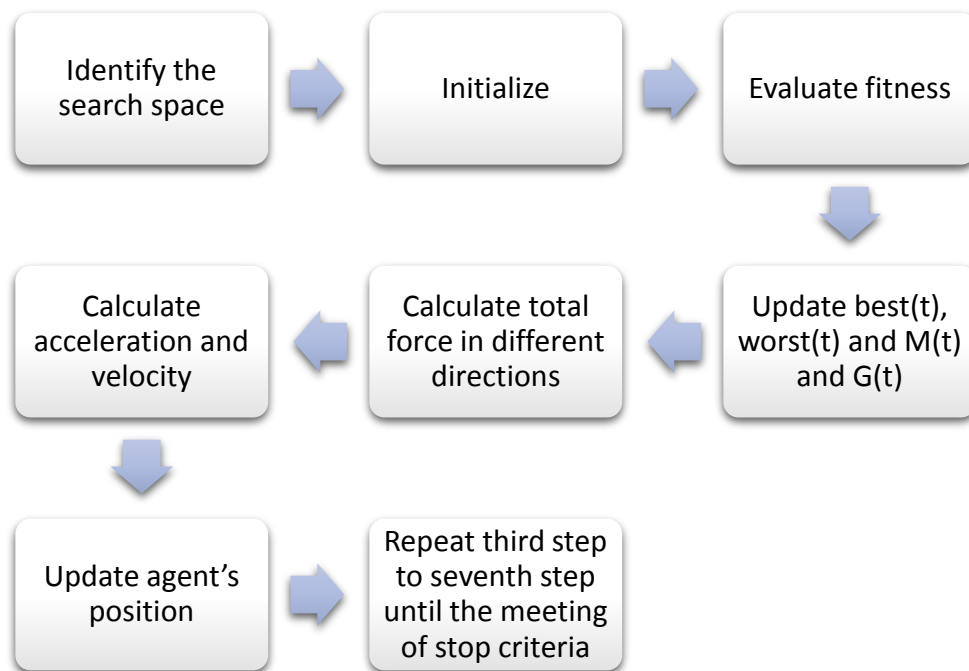 Identify the
search space
Initialize
Evaluate fitness
Update best(t),
worst(t) and M(t)
and G(t)
Calculate total
force in different
directions
Calculate
acceleration and
velocity
Update agent’s
position
Repeat third step
to seventh step
until the meeting
of stop criteria